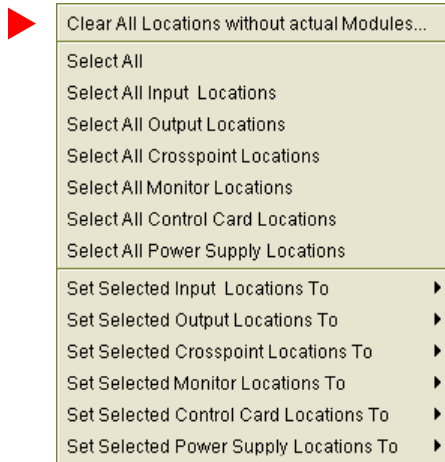 Clear All Locations without actual Modules...
Select All
Select All Input Locations
Select All Output Locations
Select All Crosspoint Locations
Select All Monitor Locations
Select All Control Card Locations
Select All Power Supply Locations
Set Selected Input Locations To
Set Selected Output Locations To
Set Selected Crosspoint Locations To
Set Selected Monitor Locations To
Set Selected Control Card Locations To
Set Selected Power Supply Locations To